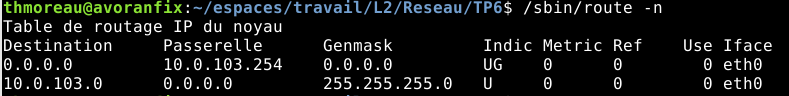 thmoreau@avoranfix:~/espaces/travail/L2/Reseau/TP6$ /sbin/route -n
Table de routage IP du noyau
Destination Passerelle Genmask Indic Metric Ref Use Iface
0.0.0.0 10.0.103.254 0.0.0.0 UG 0 0 0 eth0
10.0.103.0 0.0.0.0 255.255.255.0 U 0 0 0 eth0